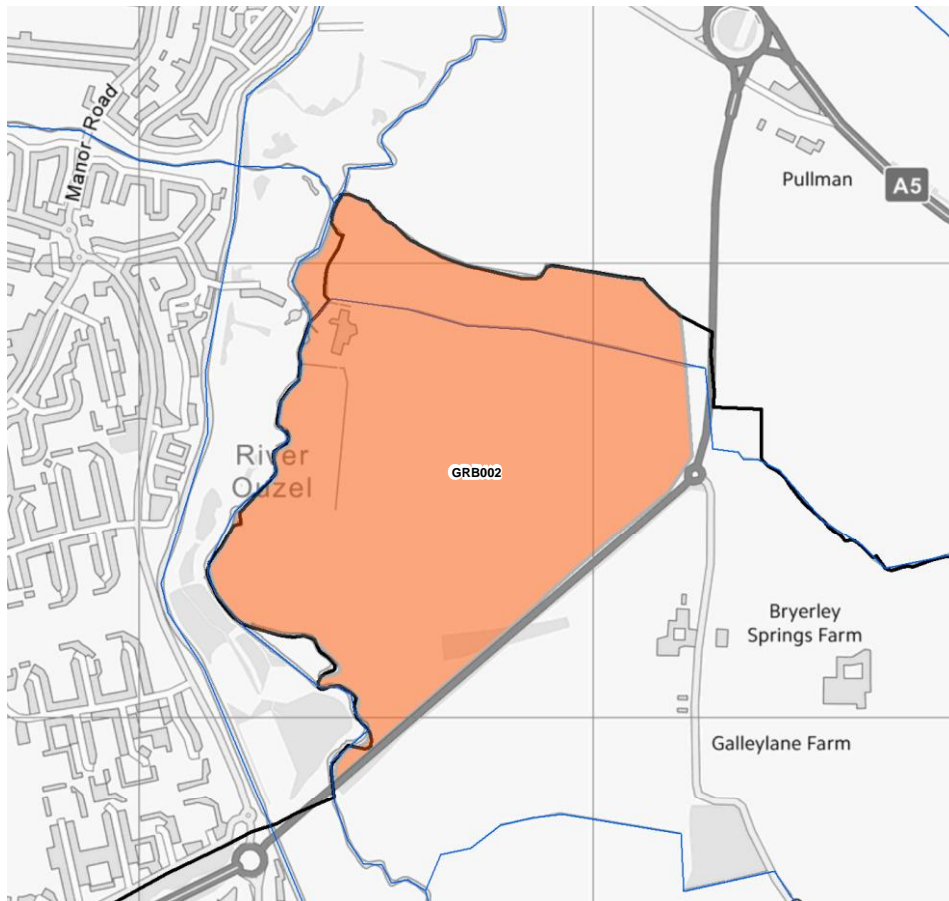 Manor Road
Pullman
A5
River
Ouzel
GRB002
Bryerley
Springs Farm
Galleylane Farm